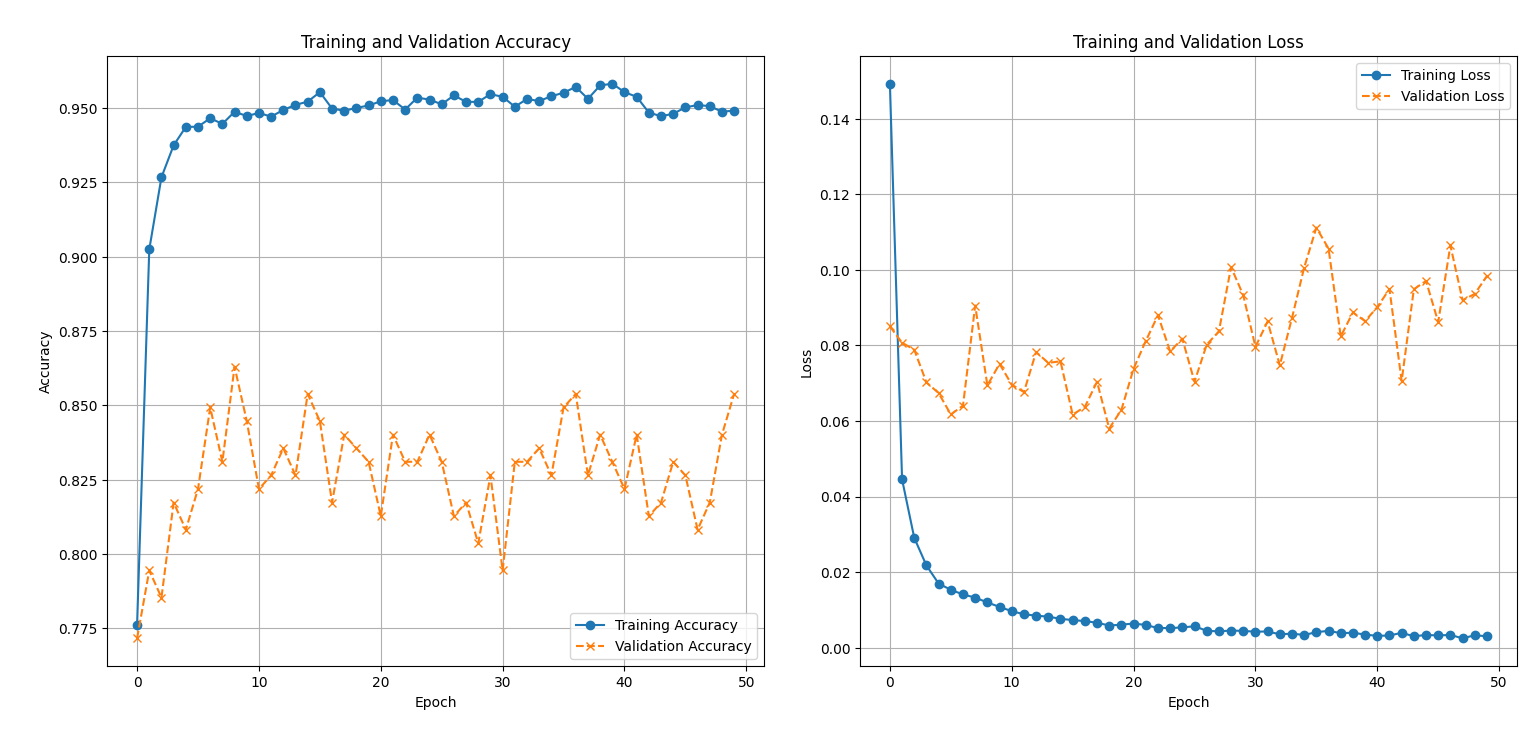 Training and Validation Accuracy
Accuracy
0.950
0.925
0.900
0.875
0.850
0.825
0.800
0.775
0
10
20
30
40
50
Epoch
Training Accuracy
Validation Accuracy
Training and Validation Loss
Loss
0.14
0.12
0.10
0.08
0.06
0.04
0.02
0.00
0
10
20
30
40
50
Epoch
Training Loss
Validation Loss